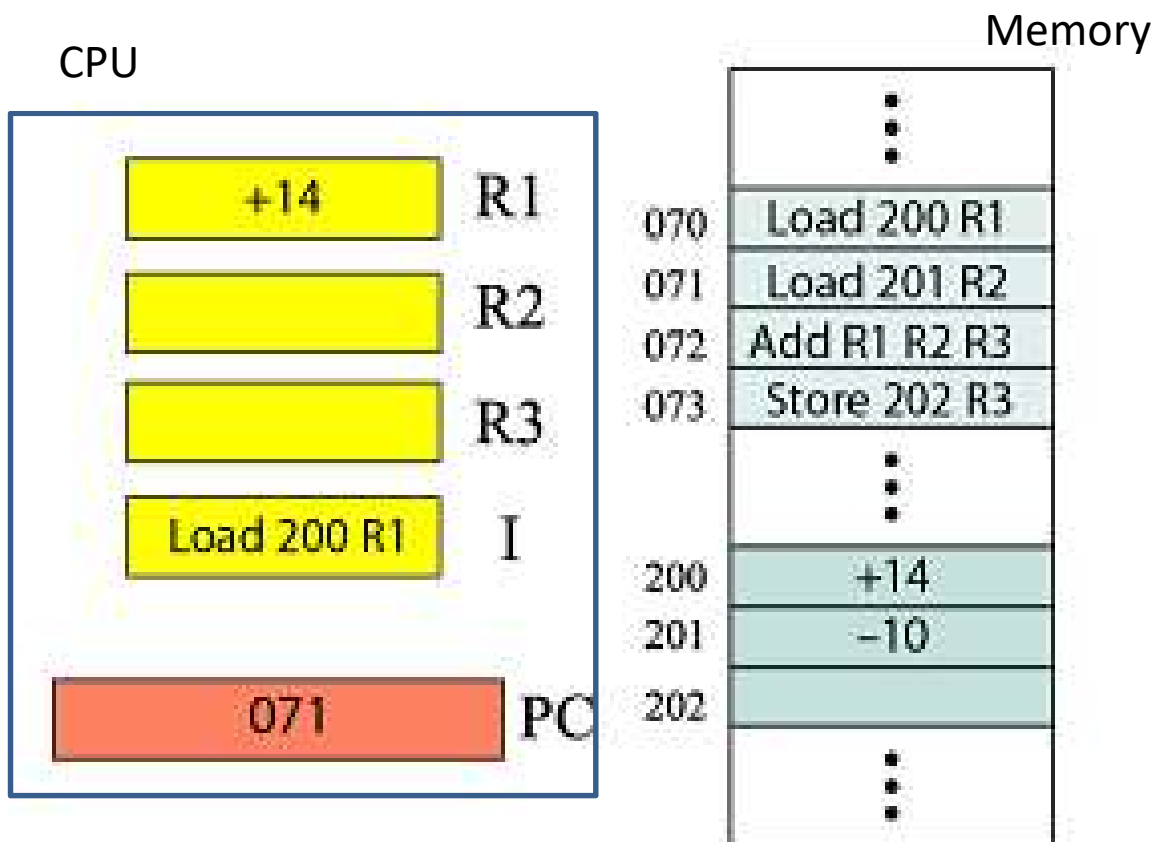 CPU
+14 R1
R2
R3
Load 200 R1 I
071 PC
Memory
070 Load 200 R1
071 Load 201 R2
072 Add R1 R2 R3
073 Store 202 R3
200 +14
201 –10
202